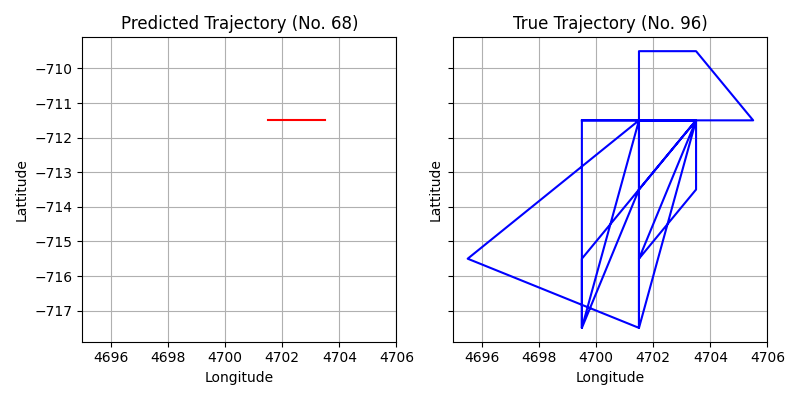 Predicted Trajectory (No. 68)
−710
−711
−712
−713
−714
−715
−716
−717
Lattitude
4696 4698 4700 4702 4704 4706
Longitude
True Trajectory (No. 96)
Lattitude
4696 4698 4700 4702 4704 4706
Longitude